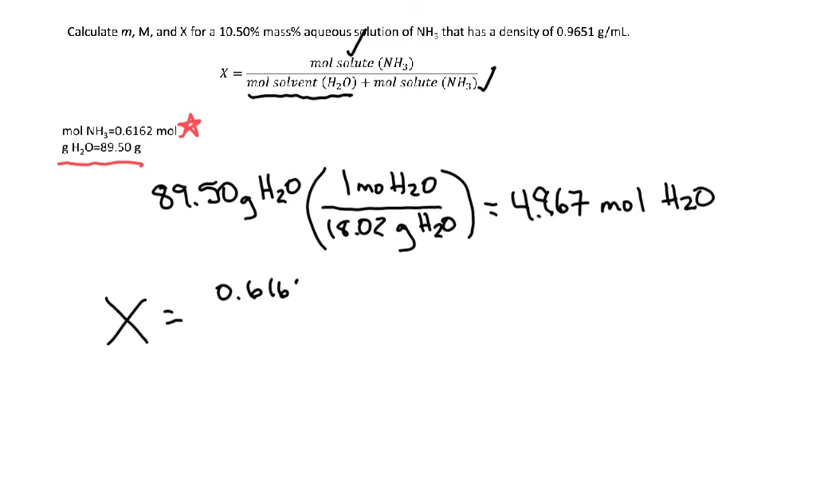 Calculate m, M, and X for a 10.50% mass% aqueous solution of NH₃ that has a density of 0.9651 g/mL.
X = mol solute (NH₃) / mol solvent (H₂O) + mol solute (NH₃)
mol NH₃=0.6162 mol
g H₂O=89.50 g
89.50 g H₂O ( 1 mo H₂O / 18.02 g H₂O ) = 4.967 mol H₂O
X = 0.616